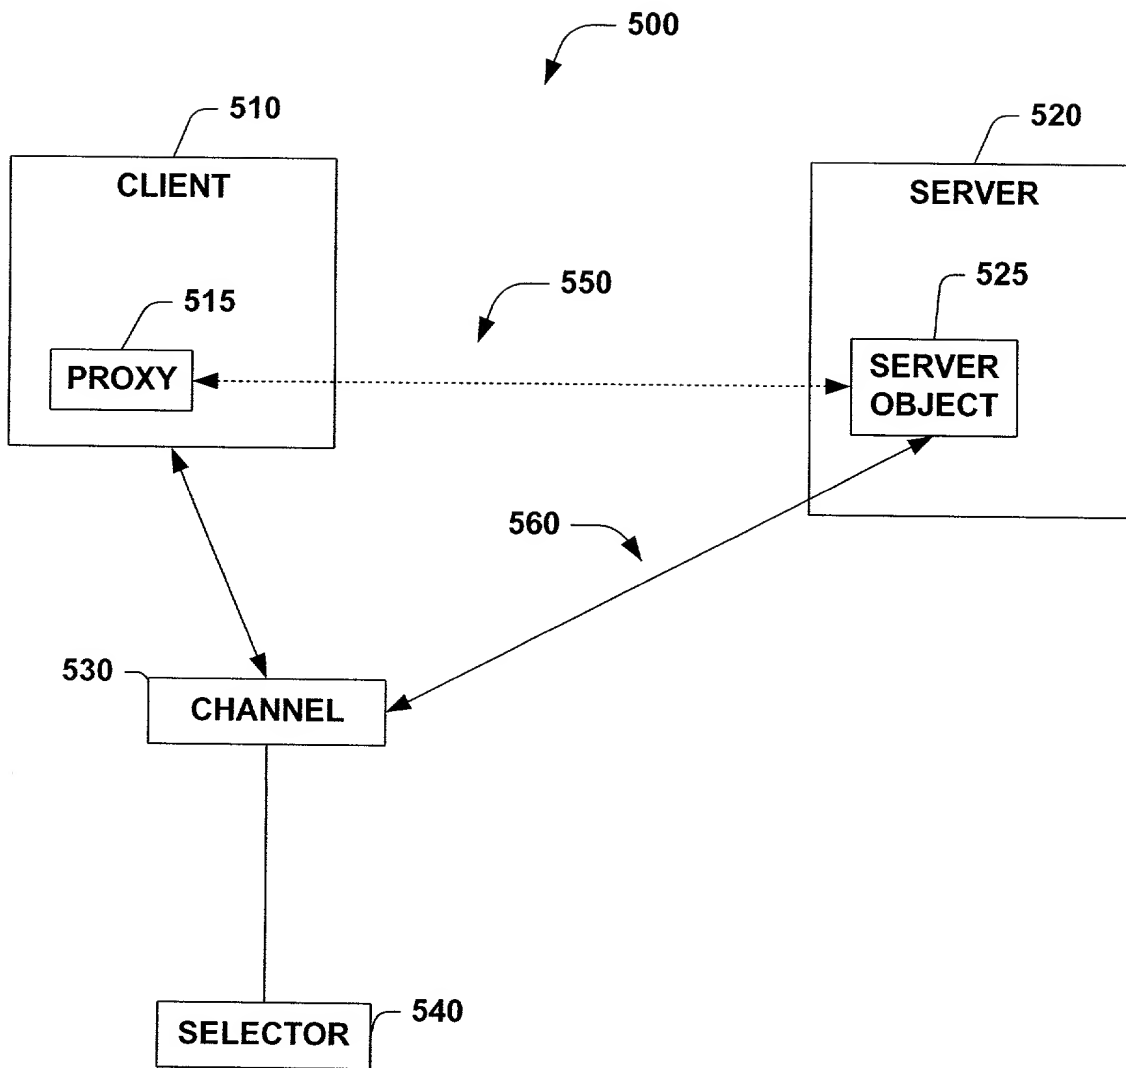 500
510
520
CLIENT
SERVER
550
525
515
PROXY
SERVER
OBJECT
560
530
CHANNEL
540
SELECTOR